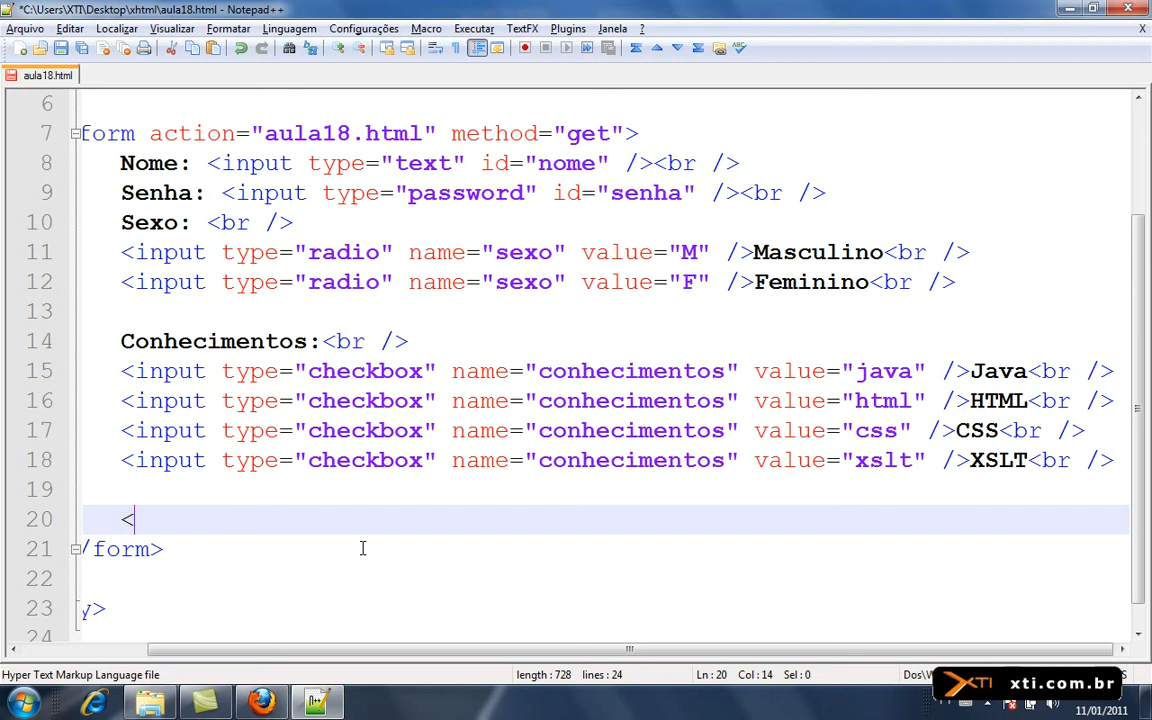 *C:\Users\XTI\Desktop\xhtml\aula18.html - Notepad++
Arquivo Editar Localizar Visualizar Formatar Linguagem Configurações Macro Executar TextFX Plugins Janela ? X
aula18.html
6
7 form action="aula18.html" method="get">
8 Nome: <input type="text" id="nome" /><br />
9 Senha: <input type="password" id="senha" /><br />
10 Sexo: <br />
11 <input type="radio" name="sexo" value="M" />Masculino<br />
12 <input type="radio" name="sexo" value="F" />Feminino<br />
13
14 Conhecimentos:<br />
15 <input type="checkbox" name="conhecimentos" value="java" />Java<br />
16 <input type="checkbox" name="conhecimentos" value="html" />HTML<br />
17 <input type="checkbox" name="conhecimentos" value="css" />CSS<br />
18 <input type="checkbox" name="conhecimentos" value="xslt" />XSLT<br />
19
20 <
21 /form>
22
23 y>
24
Hyper Text Markup Language file length : 728 lines : 24 Ln : 20 Col : 14 Sel : 0
XTI xti.com.br
11/01/2011